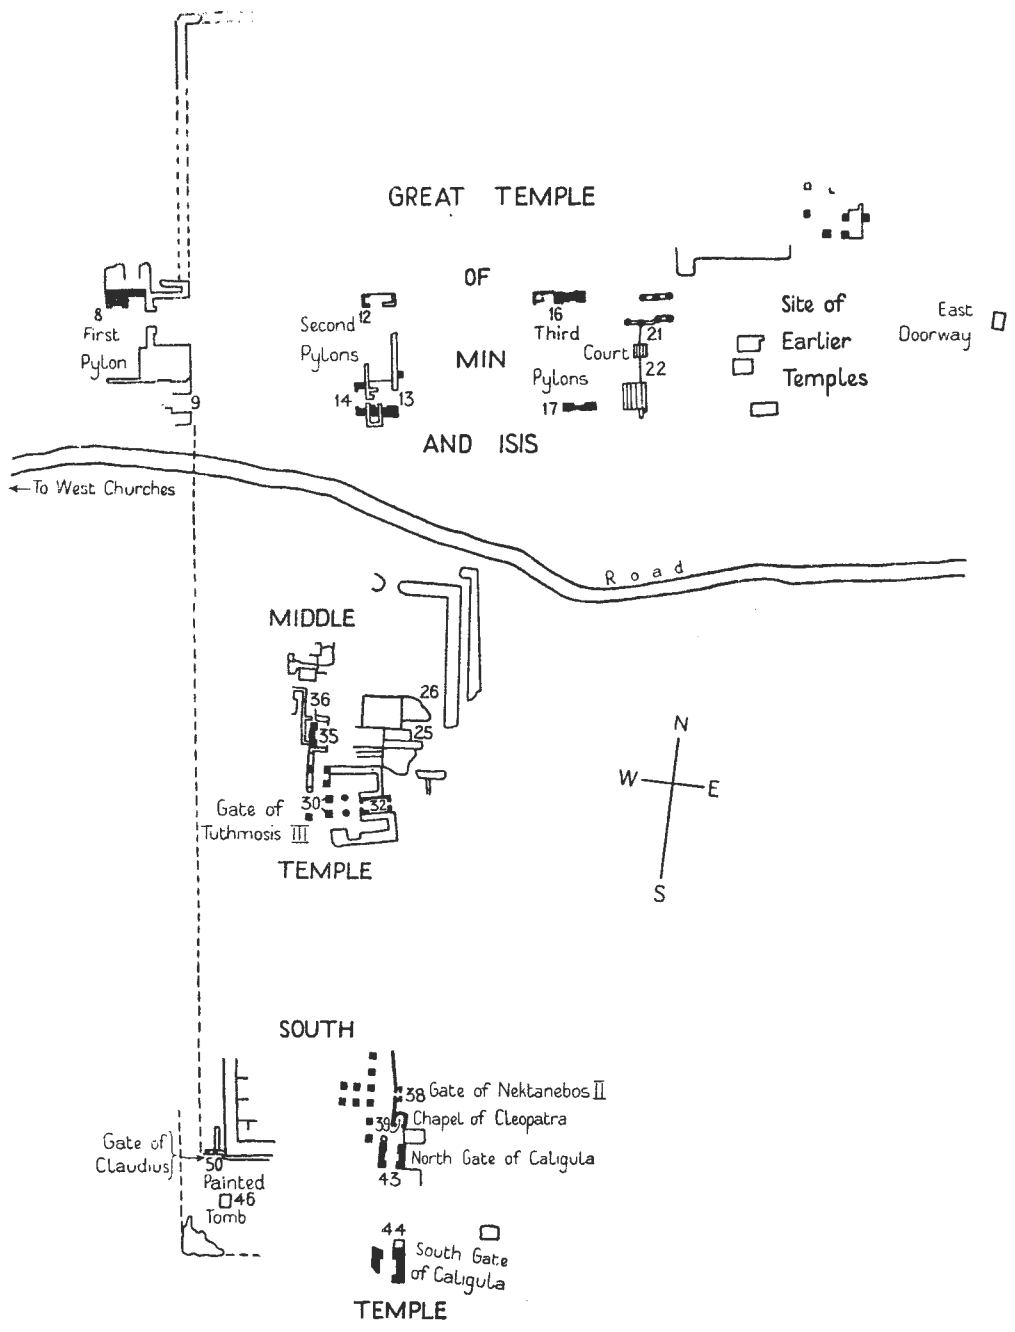 GREAT TEMPLE
OF
MIN
AND ISIS
8
First
Pylon
9
12
Second
Pylons
14
13
16
Third
Pylons
17
Court
21
22
Site of
Earlier
Temples
East
Doorway
←To West Churches
Road
MIDDLE
36
35
26
25
30
32
Gate of
Tuthmosis III
TEMPLE
N
W
E
S
SOUTH
38 Gate of Nektanebos II
39 Chapel of Cleopatra
North Gate of Caligula
43
Gate of
Claudius
50
Painted
46
Tomb
44
South Gate
of Caligula
TEMPLE